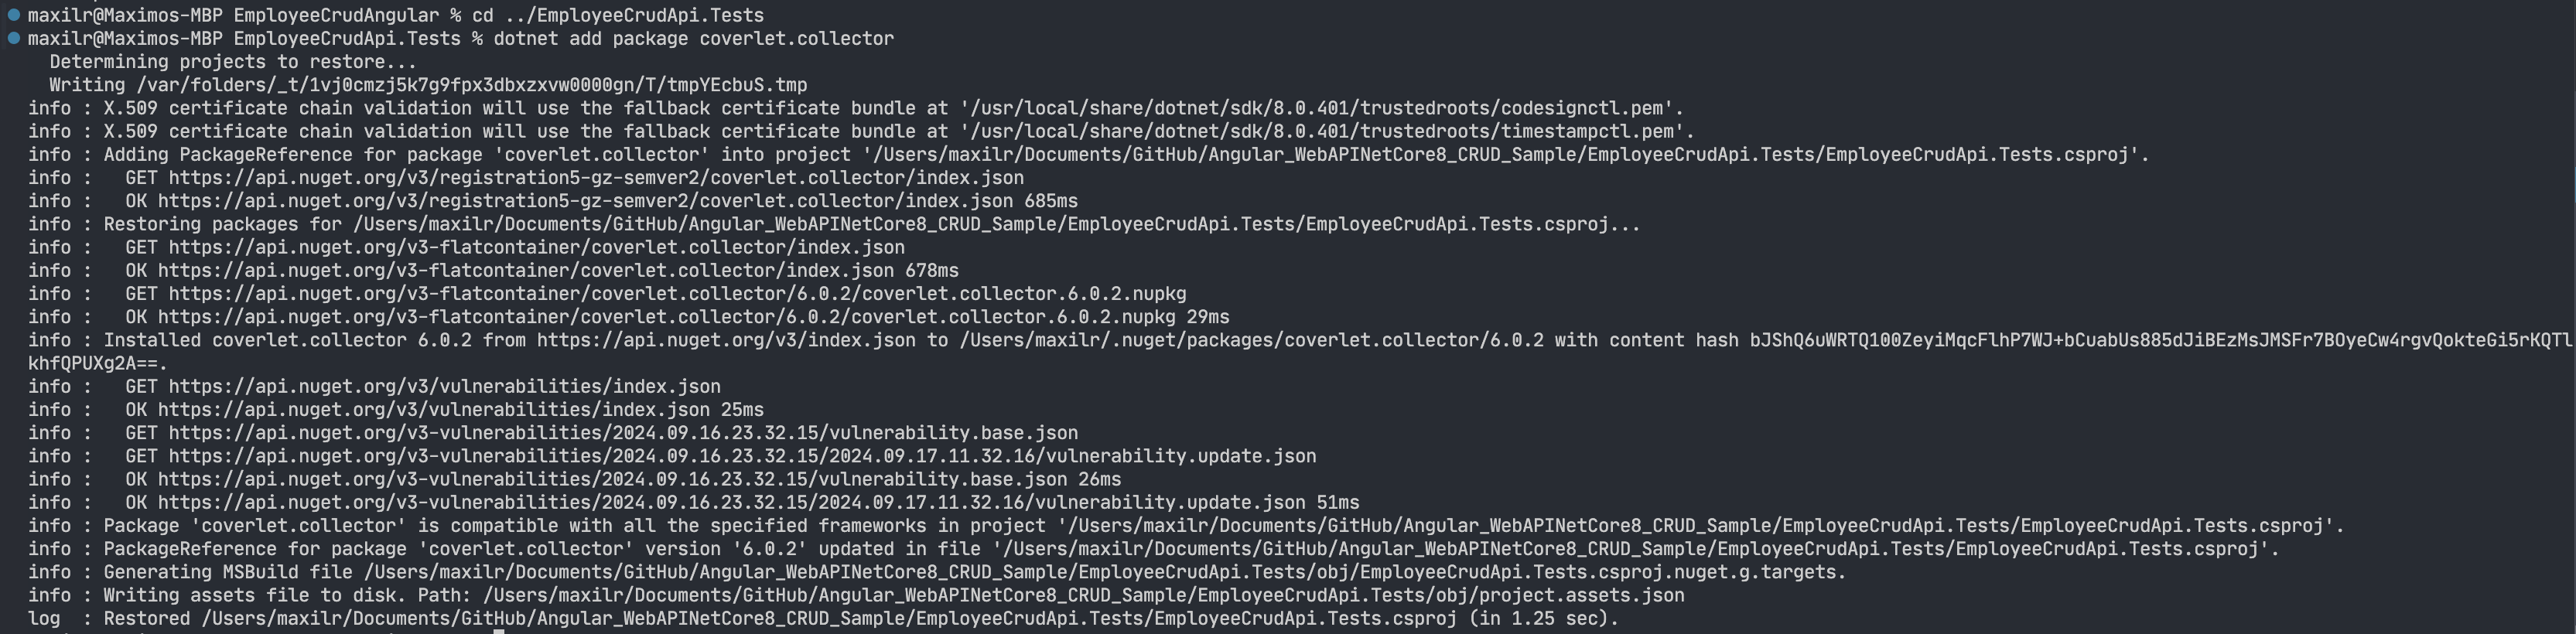 maxilr@Maximos-MBP EmployeeCrudAngular % cd ../EmployeeCrudApi.Tests
maxilr@Maximos-MBP EmployeeCrudApi.Tests % dotnet add package coverlet.collector
  Determining projects to restore...
  Writing /var/folders/_t/1vj0cmzj5k7g9fpx3dbxzxvw0000gn/T/tmpYEcbuS.tmp
info : X.509 certificate chain validation will use the fallback certificate bundle at '/usr/local/share/dotnet/sdk/8.0.401/trustedroots/codesignctl.pem'.
info : X.509 certificate chain validation will use the fallback certificate bundle at '/usr/local/share/dotnet/sdk/8.0.401/trustedroots/timestampctl.pem'.
info : Adding PackageReference for package 'coverlet.collector' into project '/Users/maxilr/Documents/GitHub/Angular_WebAPINetCore8_CRUD_Sample/EmployeeCrudApi.Tests/EmployeeCrudApi.Tests.csproj'.
info :   GET https://api.nuget.org/v3/registration5-gz-semver2/coverlet.collector/index.json
info :   OK https://api.nuget.org/v3/registration5-gz-semver2/coverlet.collector/index.json 685ms
info : Restoring packages for /Users/maxilr/Documents/GitHub/Angular_WebAPINetCore8_CRUD_Sample/EmployeeCrudApi.Tests/EmployeeCrudApi.Tests.csproj...
info :   GET https://api.nuget.org/v3-flatcontainer/coverlet.collector/index.json
info :   OK https://api.nuget.org/v3-flatcontainer/coverlet.collector/index.json 678ms
info :   GET https://api.nuget.org/v3-flatcontainer/coverlet.collector/6.0.2/coverlet.collector.6.0.2.nupkg
info :   OK https://api.nuget.org/v3-flatcontainer/coverlet.collector/6.0.2/coverlet.collector.6.0.2.nupkg 29ms
info : Installed coverlet.collector 6.0.2 from https://api.nuget.org/v3/index.json to /Users/maxilr/.nuget/packages/coverlet.collector/6.0.2 with content hash bJShQ6uWRTQ100ZeyiMqcFlhP7WJ+bCuabUs885dJiBEzMsJMSFr7BOyeCw4rgvQokteGi5rKQTl
khfQPUXg2A==.
info :   GET https://api.nuget.org/v3/vulnerabilities/index.json
info :   OK https://api.nuget.org/v3/vulnerabilities/index.json 25ms
info :   GET https://api.nuget.org/v3-vulnerabilities/2024.09.16.23.32.15/vulnerability.base.json
info :   GET https://api.nuget.org/v3-vulnerabilities/2024.09.16.23.32.15/2024.09.17.11.32.16/vulnerability.update.json
info :   OK https://api.nuget.org/v3-vulnerabilities/2024.09.16.23.32.15/vulnerability.base.json 26ms
info :   OK https://api.nuget.org/v3-vulnerabilities/2024.09.16.23.32.15/2024.09.17.11.32.16/vulnerability.update.json 51ms
info : Package 'coverlet.collector' is compatible with all the specified frameworks in project '/Users/maxilr/Documents/GitHub/Angular_WebAPINetCore8_CRUD_Sample/EmployeeCrudApi.Tests/EmployeeCrudApi.Tests.csproj'.
info : PackageReference for package 'coverlet.collector' version '6.0.2' updated in file '/Users/maxilr/Documents/GitHub/Angular_WebAPINetCore8_CRUD_Sample/EmployeeCrudApi.Tests/EmployeeCrudApi.Tests.csproj'.
info : Generating MSBuild file /Users/maxilr/Documents/GitHub/Angular_WebAPINetCore8_CRUD_Sample/EmployeeCrudApi.Tests/obj/EmployeeCrudApi.Tests.csproj.nuget.g.targets.
info : Writing assets file to disk. Path: /Users/maxilr/Documents/GitHub/Angular_WebAPINetCore8_CRUD_Sample/EmployeeCrudApi.Tests/obj/project.assets.json
log  : Restored /Users/maxilr/Documents/GitHub/Angular_WebAPINetCore8_CRUD_Sample/EmployeeCrudApi.Tests/EmployeeCrudApi.Tests.csproj (in 1.25 sec).